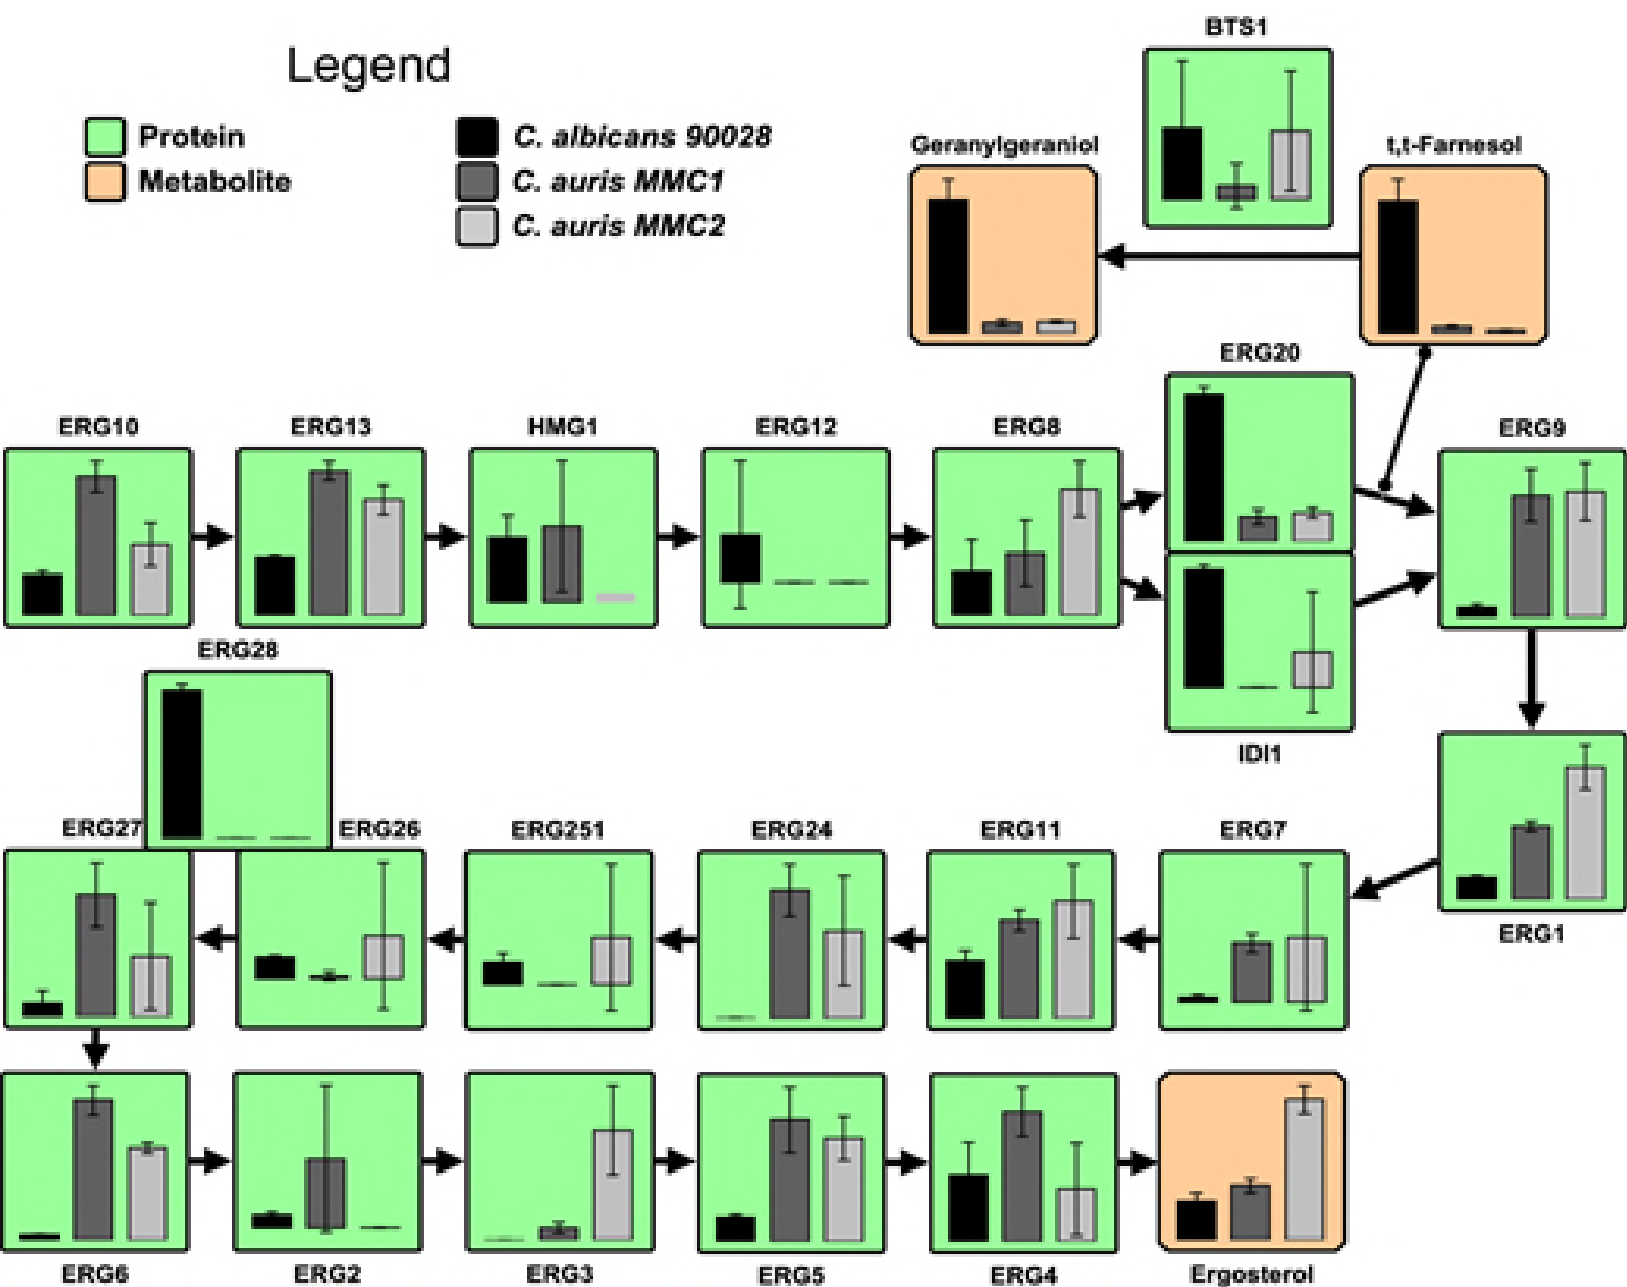 BTS1
Legend
Protein
C. albicans 90028
Geranylgeraniol
t,t-Farnesol
Metabolite
C. auris MMC1
C. auris MMC2
ERG20
ERG10
ERG13
HMG1
ERG12
ERG8
ERG9
ERG28
IDI1
ERG27
ERG26
ERG251
ERG24
ERG11
ERG7
ERG1
ERG6
ERG2
ERG3
ERG5
ERG4
Ergosterol